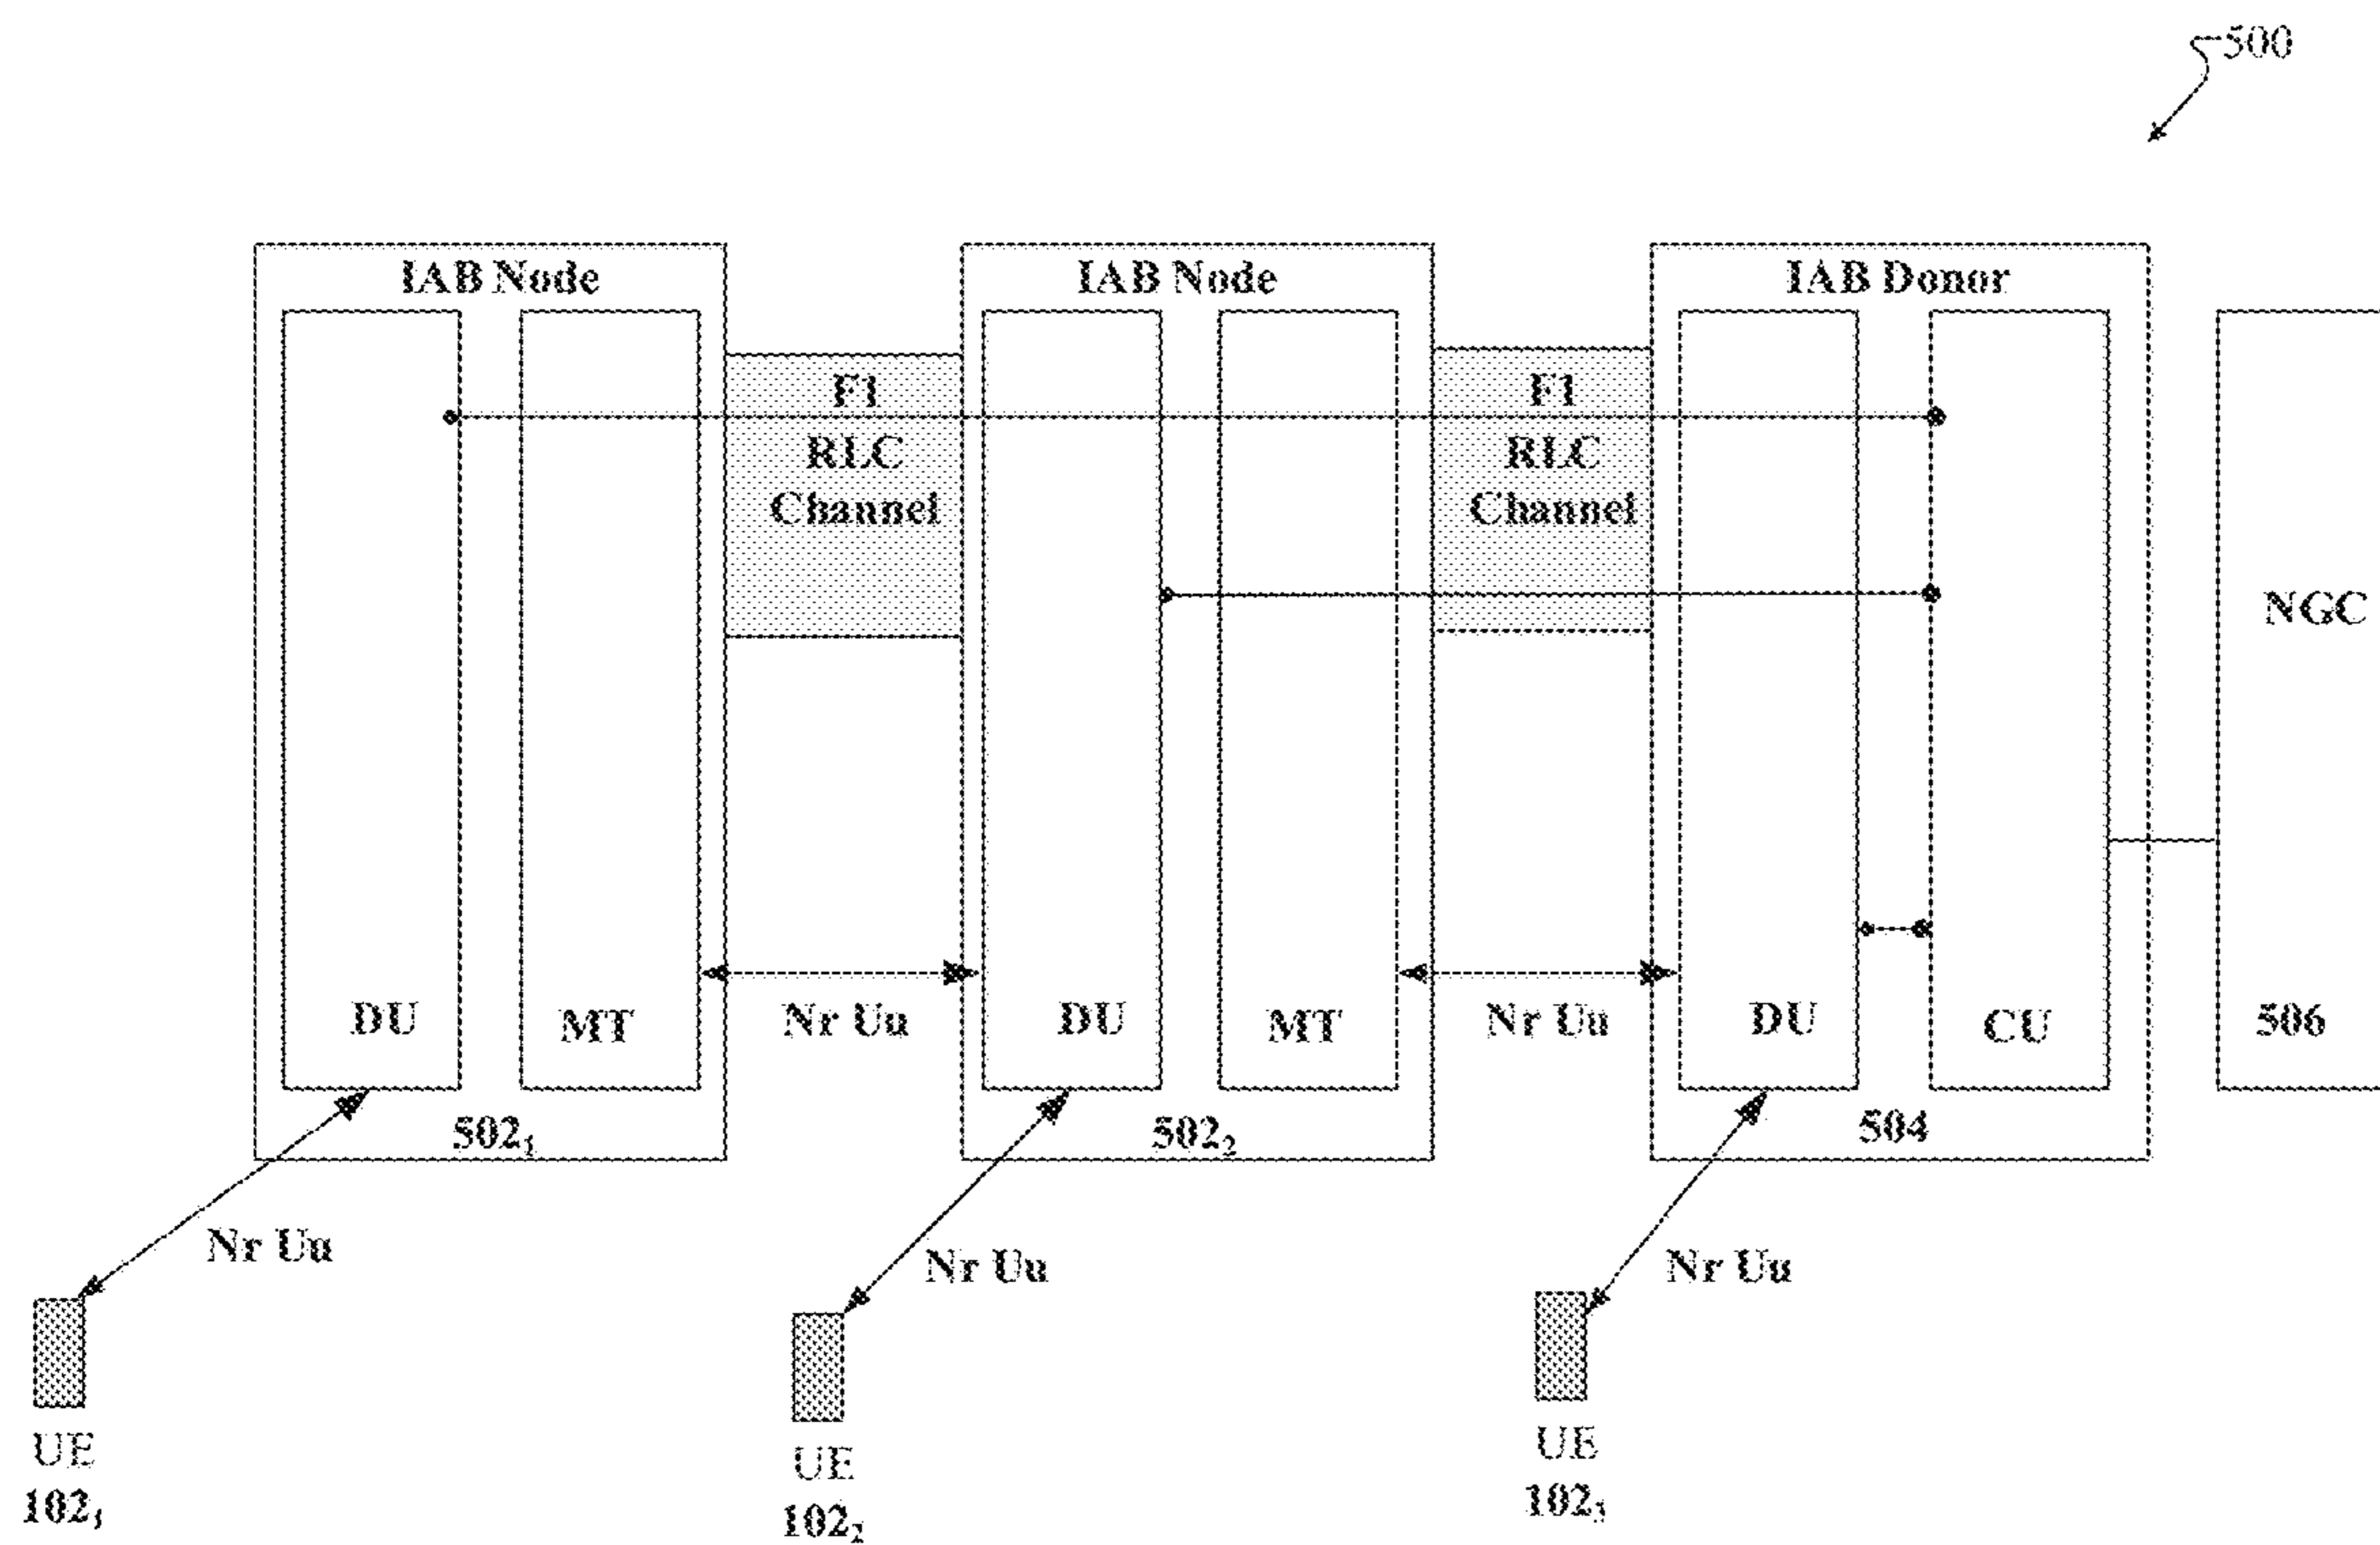 500
IAB Node
IAB Node
IAB Donor
F1
RLC
Channel
F1
RLC
Channel
NGC
DU
MT
Nr Uu
DU
MT
Nr Uu
DU
CU
506
502₁
502₂
504
Nr Uu
Nr Uu
Nr Uu
UE
102₁
UE
102₂
UE
102₃